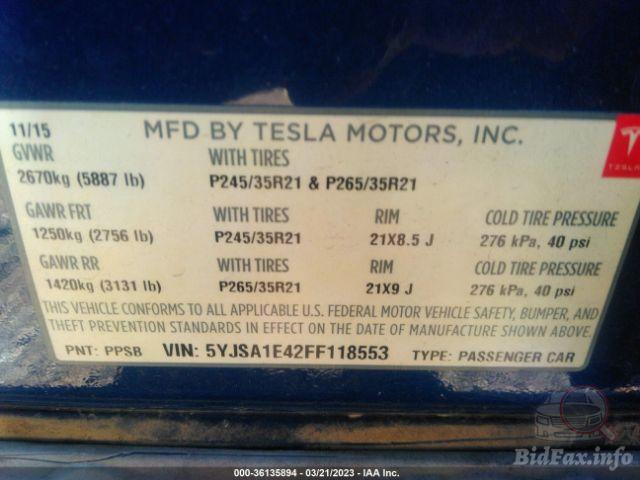 11/15 MFD BY TESLA MOTORS, INC.
TESLA
GVWR WITH TIRES
2670kg (5887 lb) P245/35R21 & P265/35R21
GAWR FRT WITH TIRES RIM COLD TIRE PRESSURE
1250kg (2756 lb) P245/35R21 21X8.5 J 276 kPa, 40 psi
GAWR RR WITH TIRES RIM COLD TIRE PRESSURE
1420kg (3131 lb) P265/35R21 21X9 J 276 kPa, 40 psi
THIS VEHICLE CONFORMS TO ALL APPLICABLE U.S. FEDERAL MOTOR VEHICLE SAFETY, BUMPER, AND
THEFT PREVENTION STANDARDS IN EFFECT ON THE DATE OF MANUFACTURE SHOWN ABOVE.
PNT: PPSB VIN: 5YJSA1E42FF118553 TYPE: PASSENGER CAR
BidFax.info
000-36135894 - 03/21/2023 - IAA Inc.